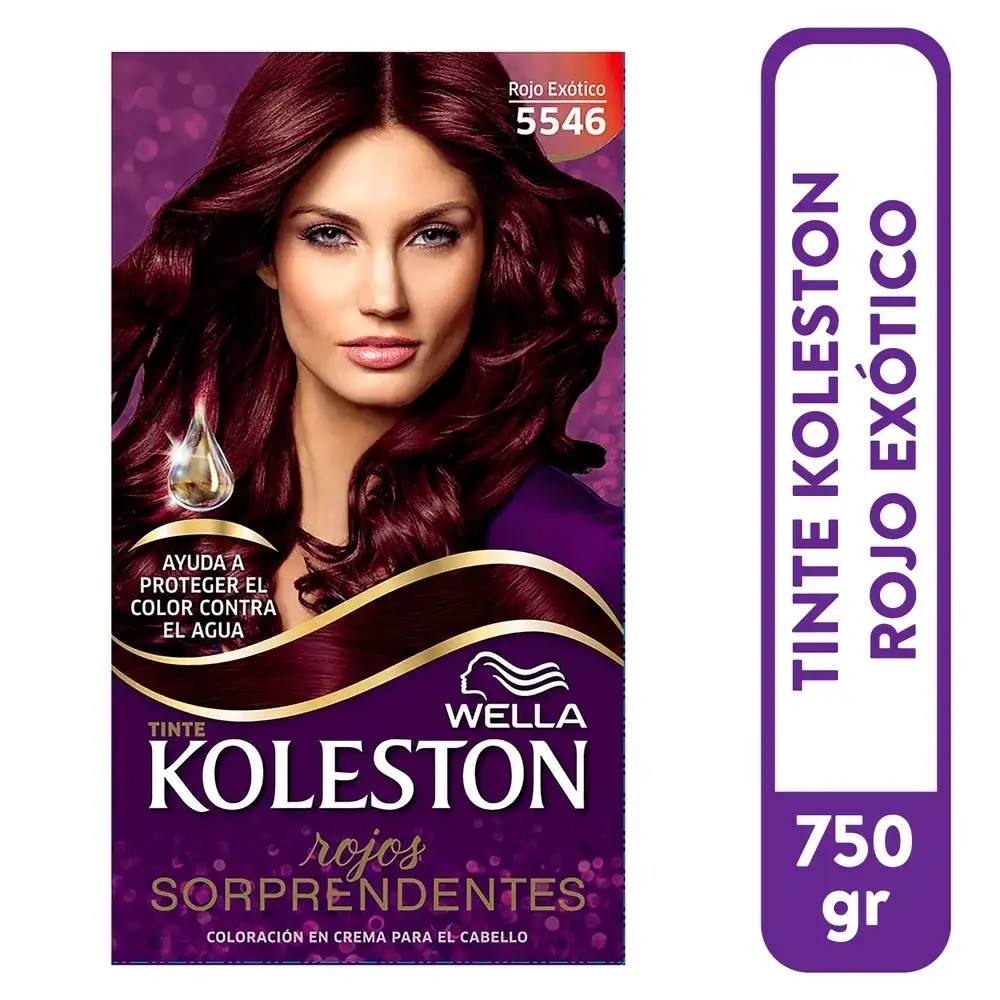 Rojo Exótico
5546
AYUDA A
PROTEGER EL
COLOR CONTRA
EL AGUA
WELLA
TINTE
KOLESTON
rojos
SORPRENDENTES
COLORACIÓN EN CREMA PARA EL CABELLO
TINTE KOLESTON
ROJO EXÓTICO
750
gr